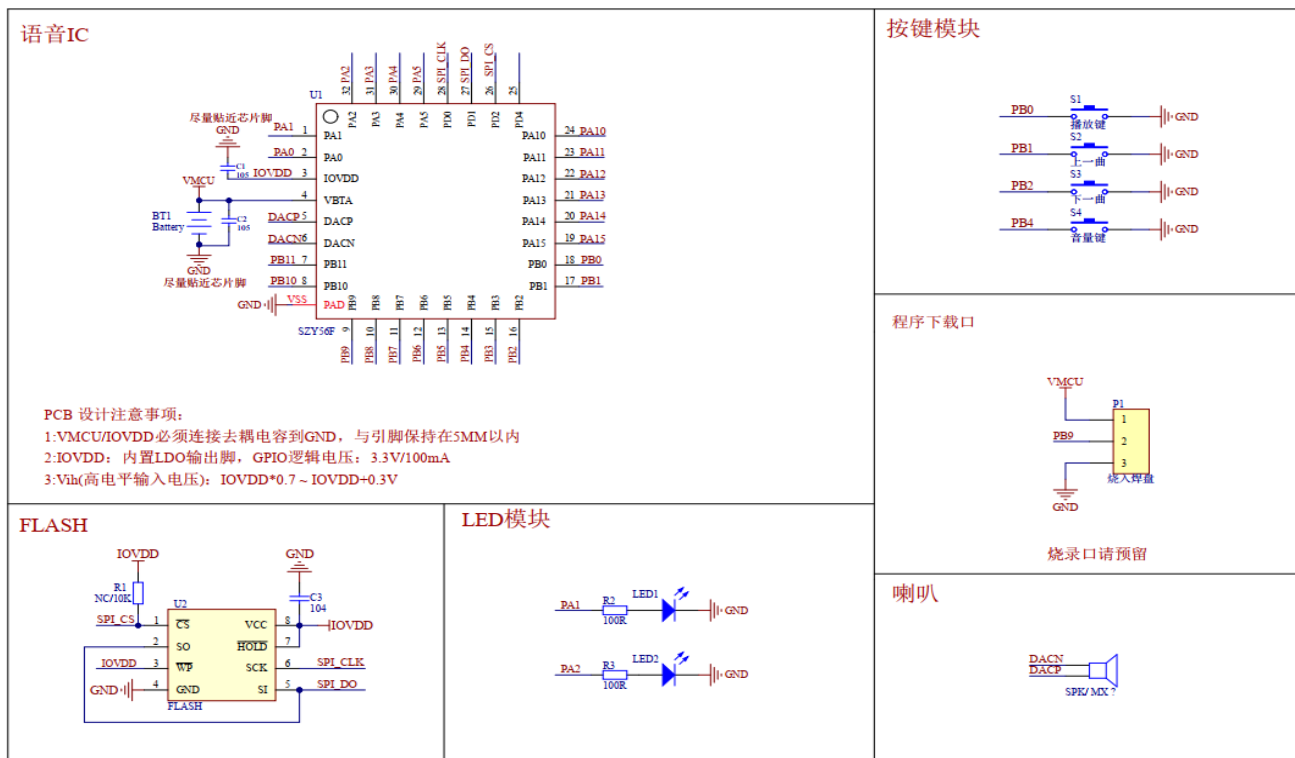 语音IC
32 PA2
31 PA3
30 PA4
29 PA5
28 SPI_CLK
27 SPI_DO
26 SPI_CS
25
U1
PA2 PA3 PA4 PA5 PD0 PD1 PD2 PD4
尽量贴近芯片脚
GND
C1
105
PA1 1 PA1
PA0 2 PA0
IOVDD 3 IOVDD
VMCU
4 VBTA
BT1
Battery
C2
105
DACP 5 DACP
DACN 6 DACN
PB11 7 PB11
PB10 8 PB10
GND
尽量贴近芯片脚
GND VSS PAD
PA10 24 PA10
PA11 23 PA11
PA12 22 PA12
PA13 21 PA13
PA14 20 PA14
PA15 19 PA15
PB0 18 PB0
PB1 17 PB1
PB9 PB8 PB7 PB6 PB5 PB4 PB3 PB2
SZY56F
9 10 11 12 13 14 15 16
PB9 PB8 PB7 PB6 PB5 PB4 PB3 PB2
PCB 设计注意事项:
1:VMCU/IOVDD必须连接去耦电容到GND，与引脚保持在5MM以内
2:IOVDD：内置LDO输出脚，GPIO逻辑电压：3.3V/100mA
3:Vih(高电平输入电压)：IOVDD*0.7 ~ IOVDD+0.3V
按键模块
PB0 S1 GND
播放键
PB1 S2 GND
上一曲
PB2 S3 GND
下一曲
PB4 S4 GND
音量键
程序下载口
VMCU
P1
1
PB9 2
3
烧入焊盘
GND
烧录口请预留
FLASH
IOVDD
R1
NC/10K
GND
C3
104
U2
SPI_CS 1 CS VCC 8 IOVDD
2 SO HOLD 7
IOVDD 3 WP SCK 6 SPI_CLK
GND 4 GND SI 5 SPI_DO
FLASH
LED模块
PA1 R2 LED1 GND
100R
PA2 R3 LED2 GND
100R
喇叭
DACN
DACP
SPK/ MX ?